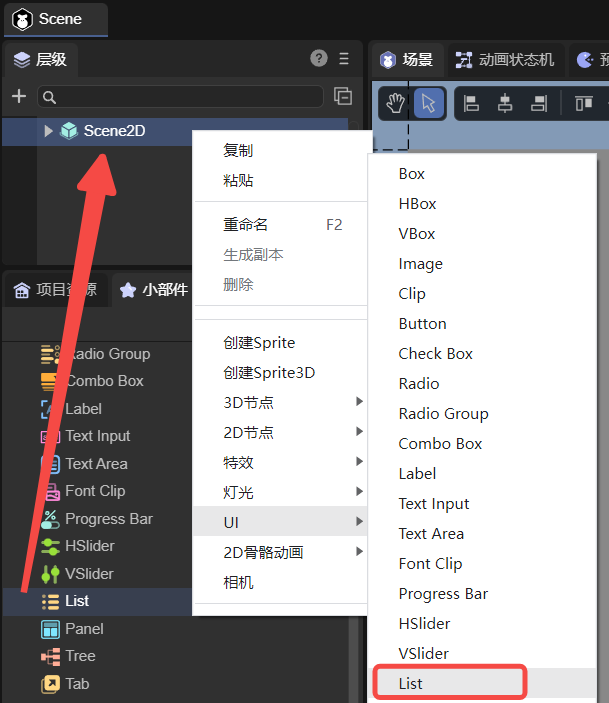 Scene
层级
Scene2D
项目资源
小部件
Radio Group
Combo Box
Label
Text Input
Text Area
Font Clip
Progress Bar
HSlider
VSlider
List
Panel
Tree
Tab
复制
粘贴
重命名 F2
生成副本
删除
创建Sprite
创建Sprite3D
3D节点
2D节点
特效
灯光
UI
2D骨骼动画
相机
场景
动画状态机
Box
HBox
VBox
Image
Clip
Button
Check Box
Radio
Radio Group
Combo Box
Label
Text Input
Text Area
Font Clip
Progress Bar
HSlider
VSlider
List